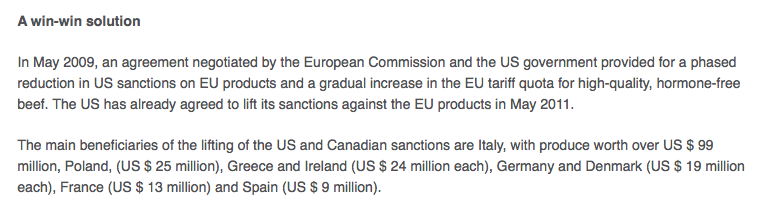 A win-win solution
In May 2009, an agreement negotiated by the European Commission and the US government provided for a phased
reduction in US sanctions on EU products and a gradual increase in the EU tariff quota for high-quality, hormone-free
beef. The US has already agreed to lift its sanctions against the EU products in May 2011.
The main beneficiaries of the lifting of the US and Canadian sanctions are Italy, with produce worth over US $ 99
million, Poland, (US $ 25 million), Greece and Ireland (US $ 24 million each), Germany and Denmark (US $ 19 million
each), France (US $ 13 million) and Spain (US $ 9 million).